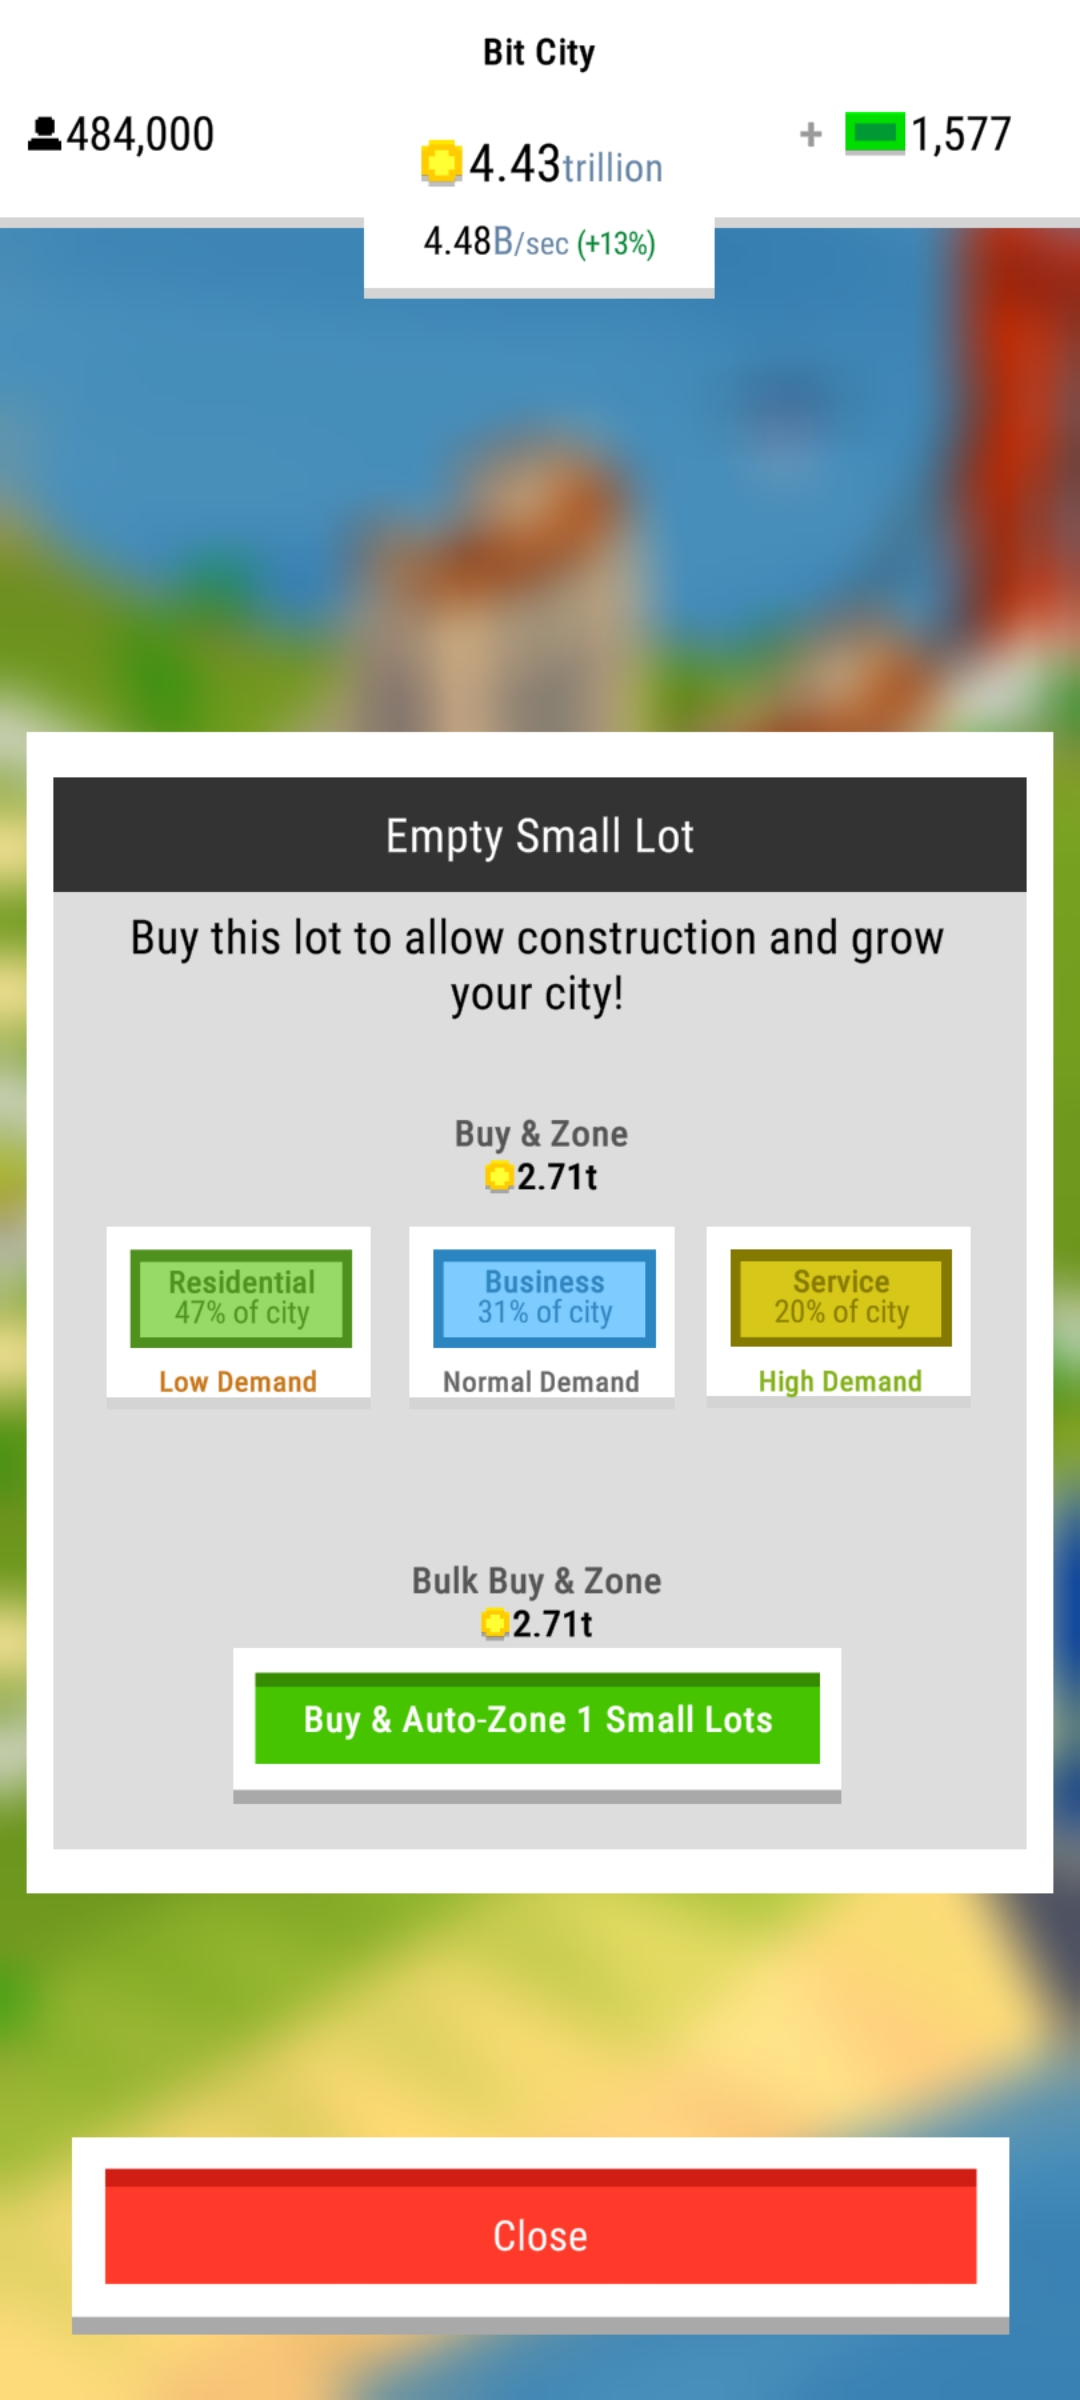 Bit City
484,000
4.43trillion
+ 1,577
4.48B/sec (+13%)
Empty Small Lot
Buy this lot to allow construction and grow
your city!
Buy & Zone
2.71t
Residential
47% of city
Low Demand
Business
31% of city
Normal Demand
Service
20% of city
High Demand
Bulk Buy & Zone
2.71t
Buy & Auto-Zone 1 Small Lots
Close